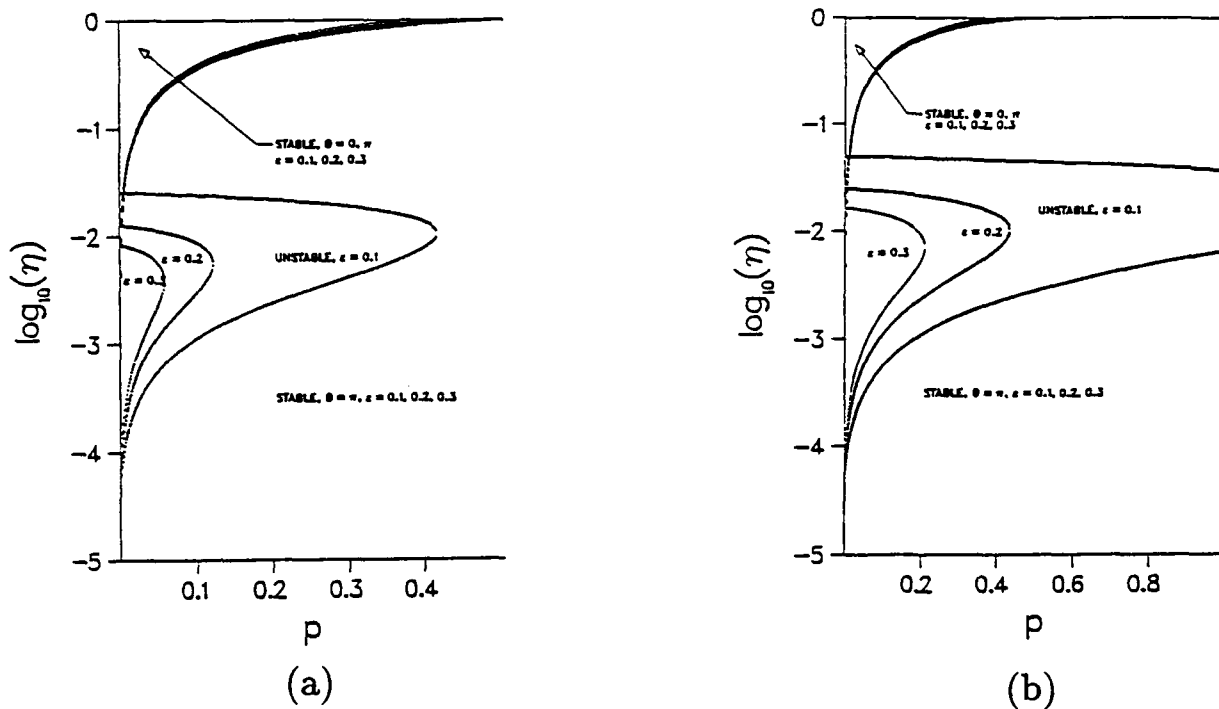 0
−1
−2
−3
−4
−5
log₁₀(η)
STABLE, θ = 0, π
ε = 0.1, 0.2, 0.3
ε = 0.2
ε = 0.3
UNSTABLE, ε = 0.1
STABLE, θ = π, ε = 0.1, 0.2, 0.3
0.1 0.2 0.3 0.4
p
(a)
0
−1
−2
−3
−4
−5
log₁₀(η)
STABLE, θ = 0, π
ε = 0.1, 0.2, 0.3
UNSTABLE, ε = 0.1
ε = 0.2
ε = 0.3
STABLE, θ = π, ε = 0.1, 0.2, 0.3
0.2 0.4 0.6 0.8
p
(b)